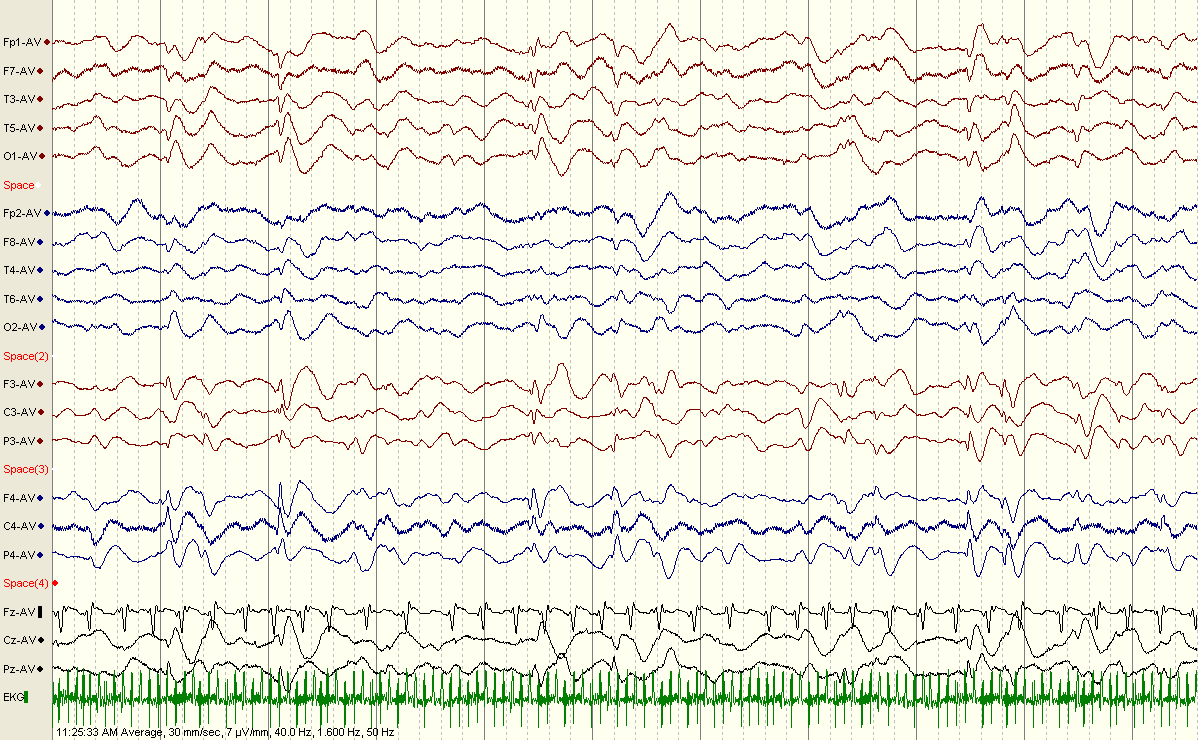 Fp1-AV
F7-AV
T3-AV
T5-AV
O1-AV
Space
Fp2-AV
F8-AV
T4-AV
T6-AV
O2-AV
Space(2)
F3-AV
C3-AV
P3-AV
Space(3)
F4-AV
C4-AV
P4-AV
Space(4)
Fz-AV
Cz-AV
Pz-AV
EKG
11:25:33 AM Average, 30 mm/sec, 7 µV/mm, 40.0 Hz, 1.600 Hz, 50 Hz